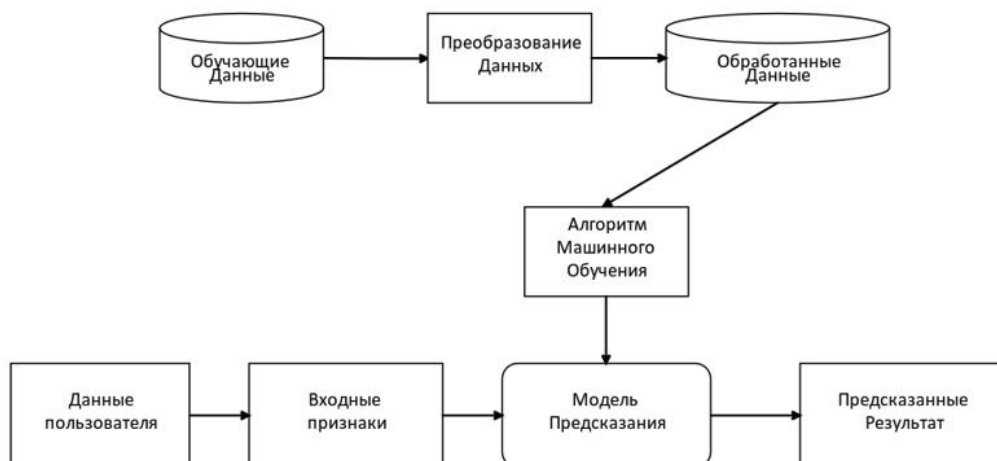 Обучающие
Данные
Преобразование
Данных
Обработанные
Данные
Алгоритм
Машинного
Обучения
Данные
пользователя
Входные
признаки
Модель
Предсказания
Предсказанные
Результат